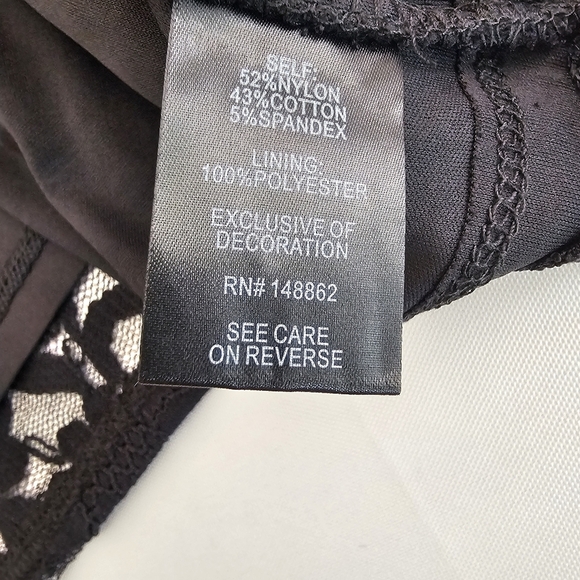 SELF:
52%NYLON
43%COTTON
5%SPANDEX
LINING:
100%POLYESTER
EXCLUSIVE OF
DECORATION
RN# 148862
SEE CARE
ON REVERSE